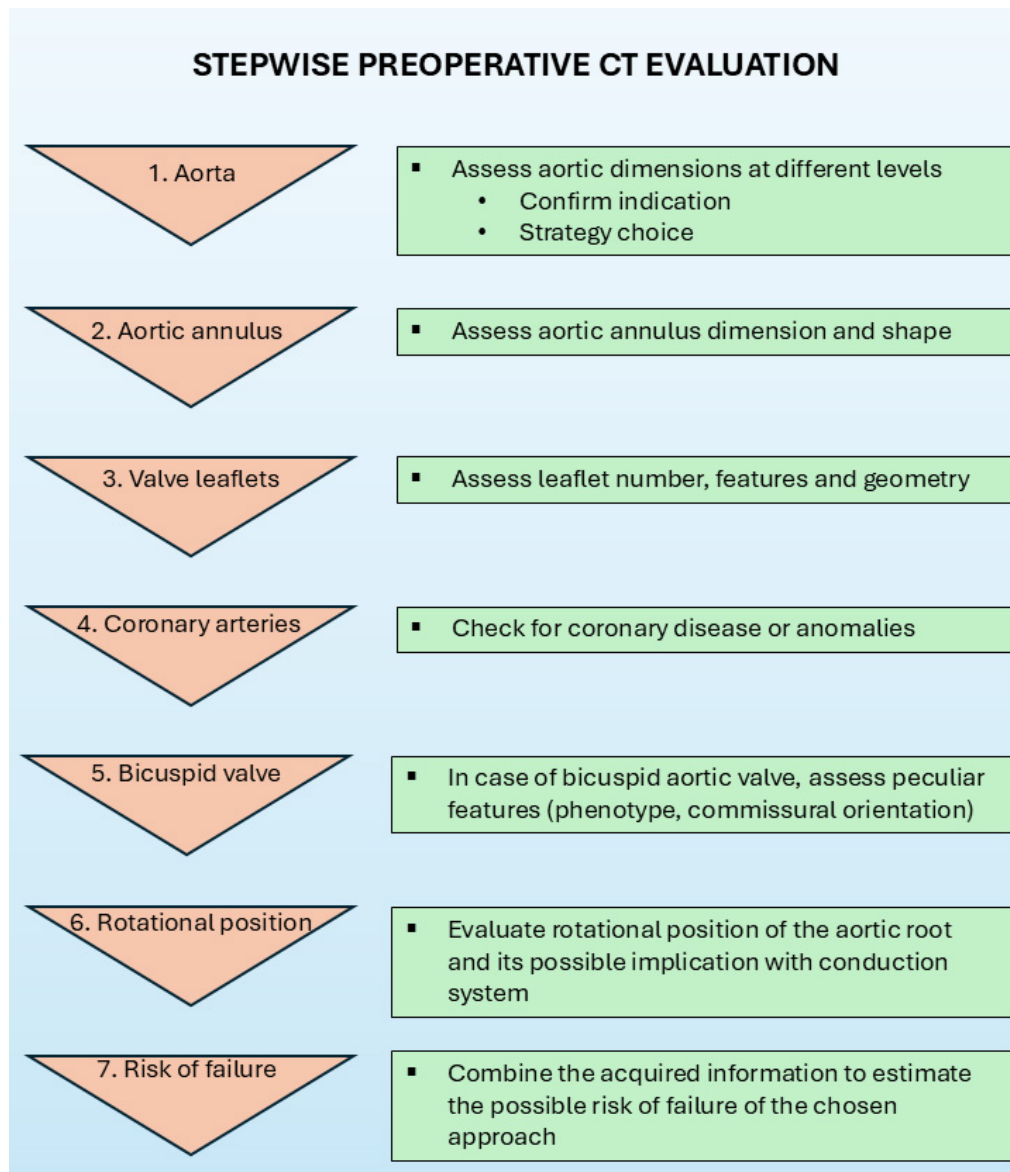 STEPWISE PREOPERATIVE CT EVALUATION
1. Aorta
▪ Assess aortic dimensions at different levels
• Confirm indication
• Strategy choice
2. Aortic annulus
▪ Assess aortic annulus dimension and shape
3. Valve leaflets
▪ Assess leaflet number, features and geometry
4. Coronary arteries
▪ Check for coronary disease or anomalies
5. Bicuspid valve
▪ In case of bicuspid aortic valve, assess peculiar
features (phenotype, commissural orientation)
6. Rotational position
▪ Evaluate rotational position of the aortic root
and its possible implication with conduction
system
7. Risk of failure
▪ Combine the acquired information to estimate
the possible risk of failure of the chosen
approach